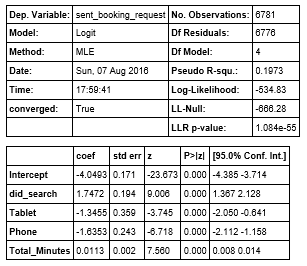 Dep. Variable: sent_booking_request No. Observations: 6781
Model: Logit Df Residuals: 6776
Method: MLE Df Model: 4
Date: Sun, 07 Aug 2016 Pseudo R-squ.: 0.1973
Time: 17:59:41 Log-Likelihood: -534.83
converged: True LL-Null: -666.28
LLR p-value: 1.084e-55
coef std err z P>|z| [95.0% Conf. Int.]
Intercept -4.0493 0.171 -23.673 0.000 -4.385 -3.714
did_search 1.7472 0.194 9.006 0.000 1.367 2.128
Tablet -1.3455 0.359 -3.745 0.000 -2.050 -0.641
Phone -1.6353 0.243 -6.718 0.000 -2.112 -1.158
Total_Minutes 0.0113 0.002 7.560 0.000 0.008 0.014